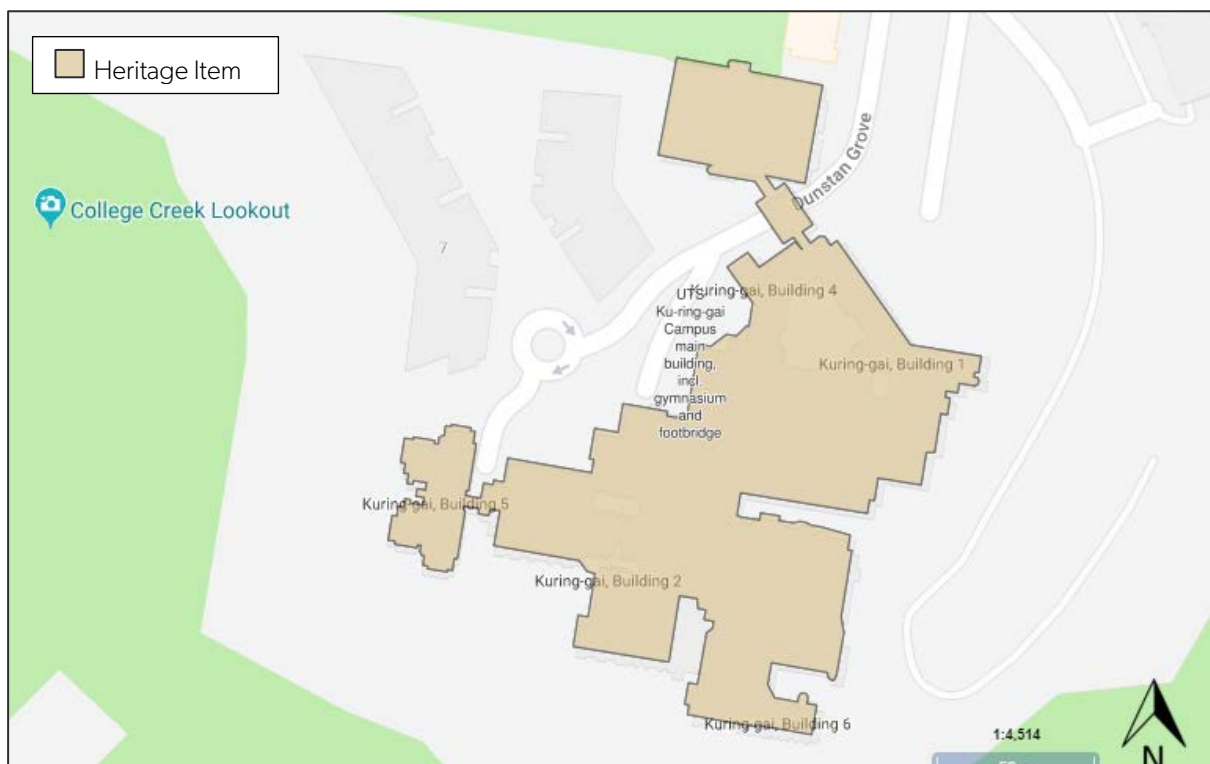 Heritage Item
Dunstan Grove
College Creek Lookout
7
Kuring-gai, Building 4
UTS
Ku-ring-gai
Campus
main
building,
incl.
gymnasium
and
footbridge
Kuring-gai, Building 1
Kuring-gai, Building 5
Kuring-gai, Building 2
Kuring-gai, Building 6
1:4,514
N